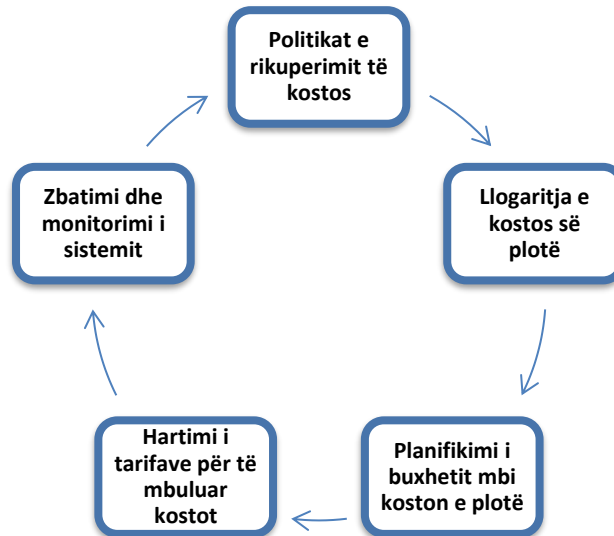 Politikat e
rikuperimit të
kostos
Llogaritja e
kostos së
plotë
Planifikimi i
buxhetit mbi
koston e plotë
Hartimi i
tarifave për të
mbuluar
kostot
Zbatimi dhe
monitorimi i
sistemit